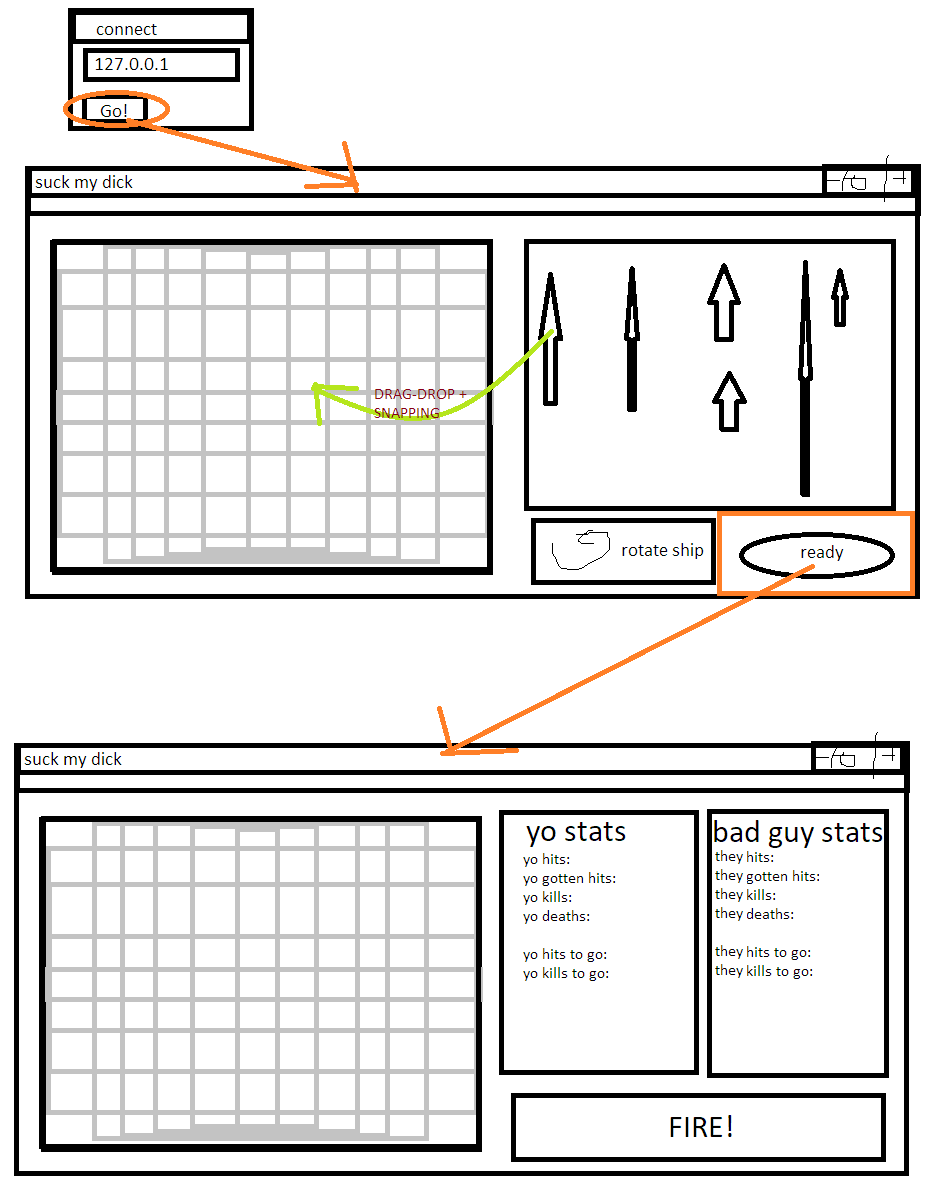 connect
127.0.0.1
Go!
suck my dick
DRAG-DROP +
SNAPPING
rotate ship
ready
suck my dick
yo stats
yo hits:
yo gotten hits:
yo kills:
yo deaths:
yo hits to go:
yo kills to go:
bad guy stats
they hits:
they gotten hits:
they kills:
they deaths:
they hits to go:
they kills to go:
FIRE!